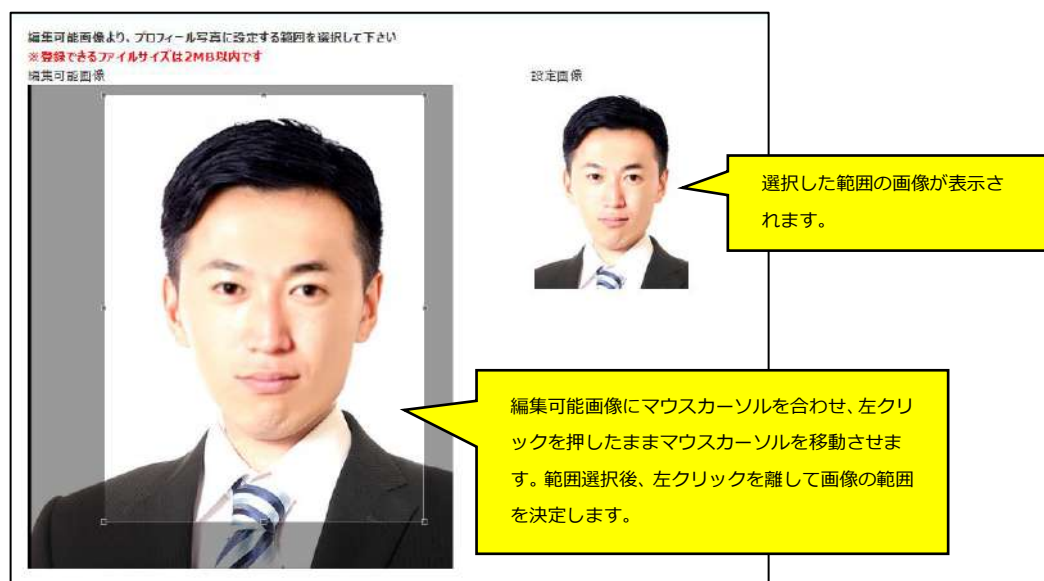 編集可能画像より、プロフィール写真に設定する範囲を選択して下さい
※登録できるファイルサイズは2MB以内です
編集可能画像
設定画像
選択した範囲の画像が表示さ
れます。
編集可能画像にマウスカーソルを合わせ、左クリ
ックを押したままマウスカーソルを移動させま
す。範囲選択後、左クリックを離して画像の範囲
を決定します。